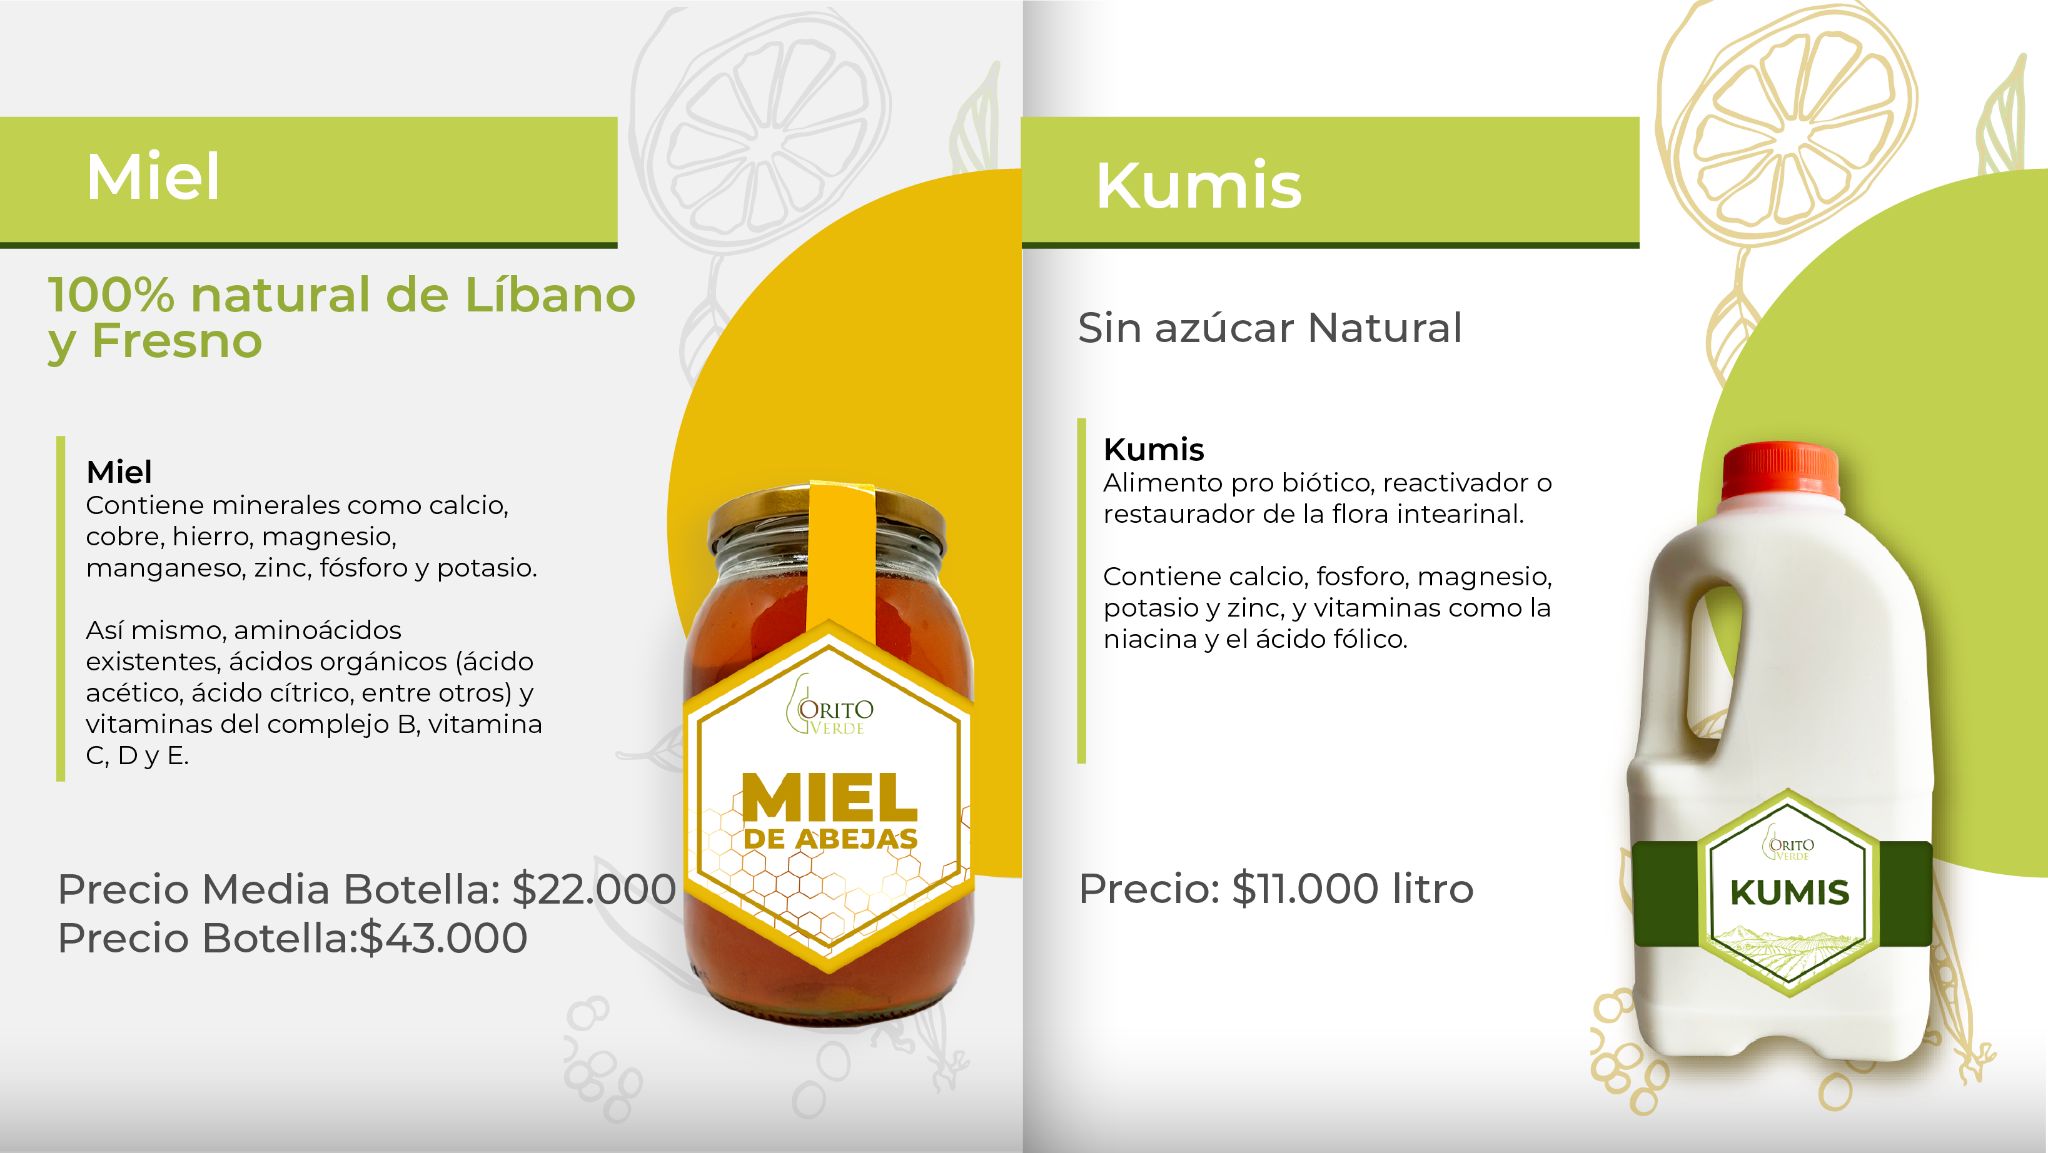 Miel
100% natural de Líbano
y Fresno
Miel
Contiene minerales como calcio,
cobre, hierro, magnesio,
manganeso, zinc, fósforo y potasio.
Así mismo, aminoácidos
existentes, ácidos orgánicos (ácido
acético, ácido cítrico, entre otros) y
vitaminas del complejo B, vitamina
C, D y E.
Precio Media Botella: $22.000
Precio Botella:$43.000
ORITO
VERDE
MIEL
DE ABEJAS
Kumis
Sin azúcar Natural
Kumis
Alimento pro biótico, reactivador o
restaurador de la flora intearinal.
Contiene calcio, fosforo, magnesio,
potasio y zinc, y vitaminas como la
niacina y el ácido fólico.
Precio: $11.000 litro
ORITO
VERDE
KUMIS